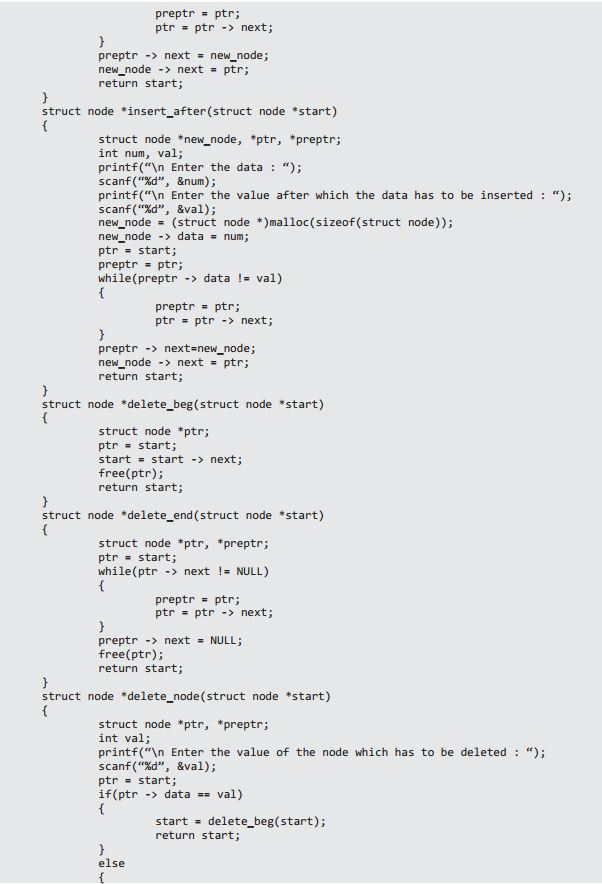 preptr = ptr;
ptr = ptr -> next;
}
preptr -> next = new_node;
new_node -> next = ptr;
return start;
}
struct node *insert_after(struct node *start)
{
struct node *new_node, *ptr, *preptr;
int num, val;
printf(“\n Enter the data : “);
scanf(“%d”, &num);
printf(“\n Enter the value after which the data has to be inserted : “);
scanf(“%d”, &val);
new_node = (struct node *)malloc(sizeof(struct node));
new_node -> data = num;
ptr = start;
preptr = ptr;
while(preptr -> data != val)
{
preptr = ptr;
ptr = ptr -> next;
}
preptr -> next=new_node;
new_node -> next = ptr;
return start;
}
struct node *delete_beg(struct node *start)
{
struct node *ptr;
ptr = start;
start = start -> next;
free(ptr);
return start;
}
struct node *delete_end(struct node *start)
{
struct node *ptr, *preptr;
ptr = start;
while(ptr -> next != NULL)
{
preptr = ptr;
ptr = ptr -> next;
}
preptr -> next = NULL;
free(ptr);
return start;
}
struct node *delete_node(struct node *start)
{
struct node *ptr, *preptr;
int val;
printf(“\n Enter the value of the node which has to be deleted : “);
scanf(“%d”, &val);
ptr = start;
if(ptr -> data == val)
{
start = delete_beg(start);
return start;
}
else
{